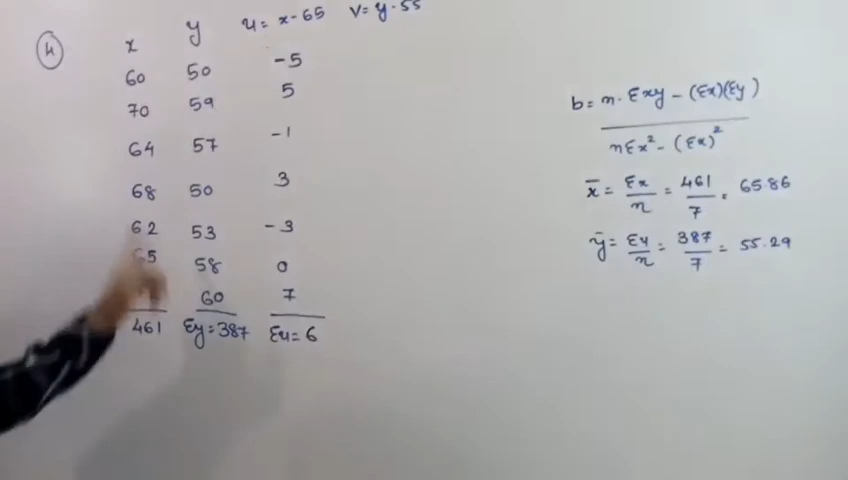 4
x y u = x-65 v = y-55
60 50 -5
70 59 5
64 57 -1
68 50 3
62 53 -3
65 58 0
60 7
461 Σy=387 Σu=6
b = n·Σxy - (Σx)(Σy)
nΣx² - (Σx)²
x̄ = Σx/n = 461/7 = 65.86
ȳ = Σy/n = 387/7 = 55.29